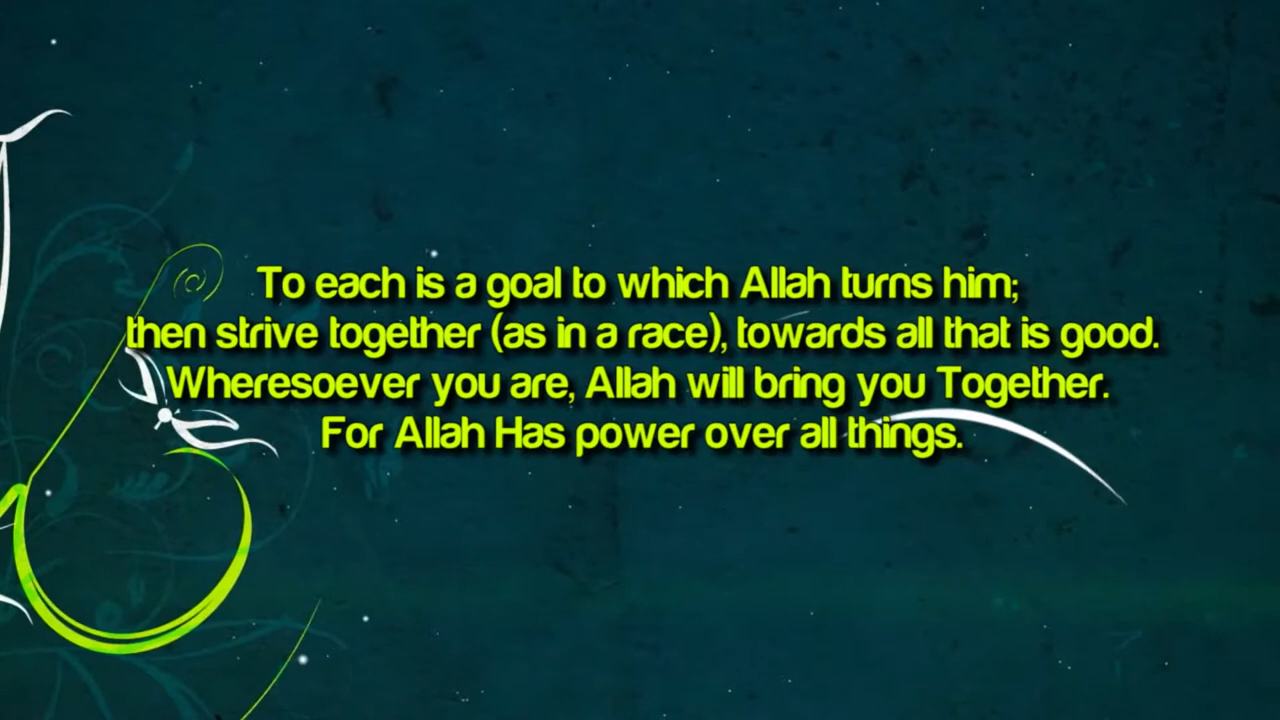 To each is a goal to which Allah turns him;
then strive together (as in a race), towards all that is good.
Wheresoever you are, Allah will bring you Together.
For Allah Has power over all things.